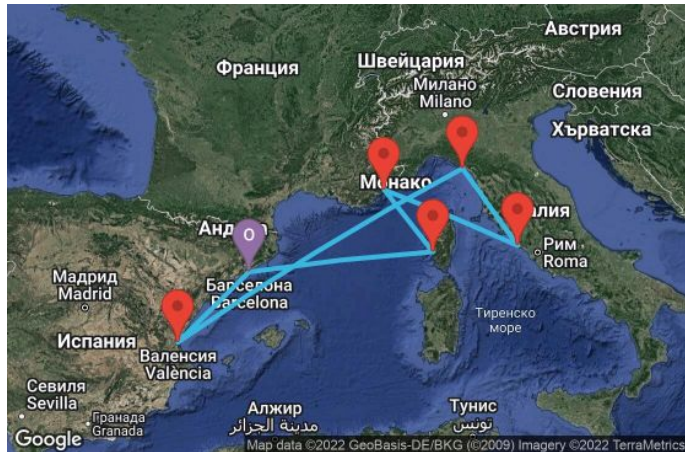 Австрия
Швейцария
Франция
Милано
Milano
Словения
Хърватска
Монако
Андора
О
алия
Рим
Roma
Барселона
Barcelona
Мадрид
Madrid
Тиренско
море
Испания
Валенсия
València
Севиля
Sevilla
Гранада
Granada
Алжир
مدينة الجزائر
Тунис
تونس
Google
Map data ©2022 GeoBasis-DE/BKG (©2009) Imagery ©2022 TerraMetrics